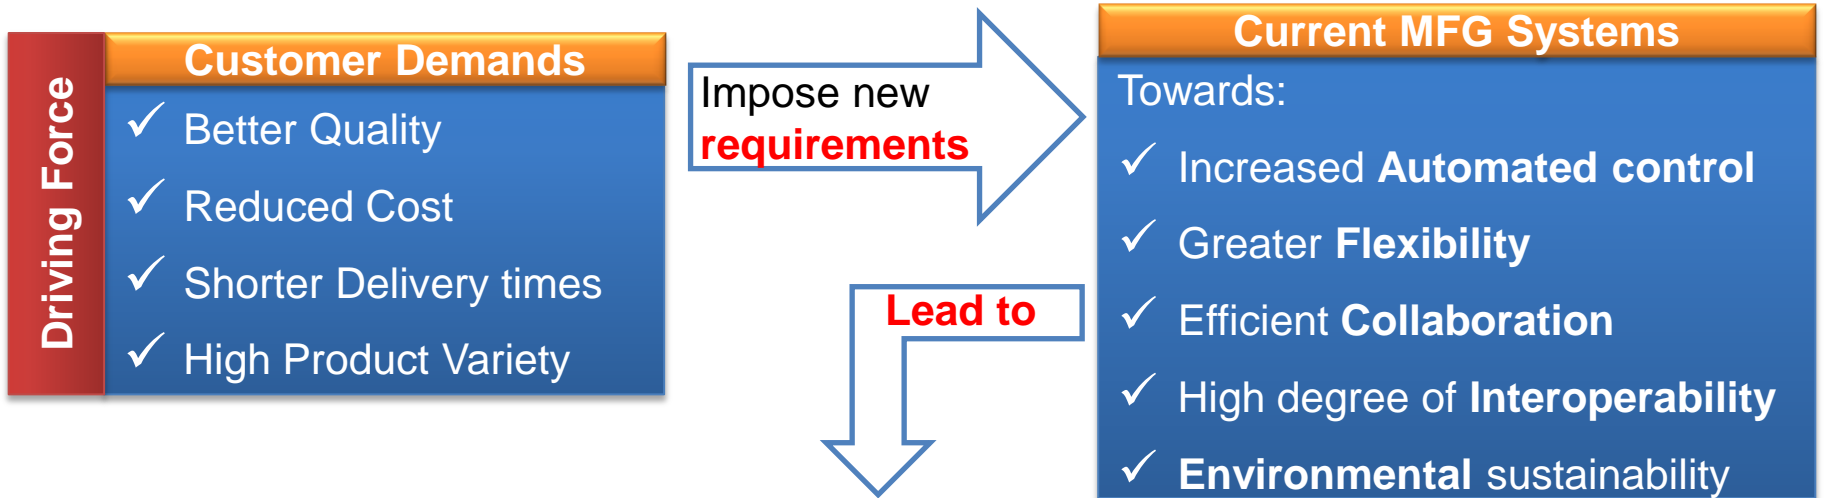 Driving Force
Customer Demands
✓ Better Quality
✓ Reduced Cost
✓ Shorter Delivery times
✓ High Product Variety
Impose new
requirements
Current MFG Systems
Towards:
✓ Increased Automated control
✓ Greater Flexibility
✓ Efficient Collaboration
✓ High degree of Interoperability
✓ Environmental sustainability
Lead to